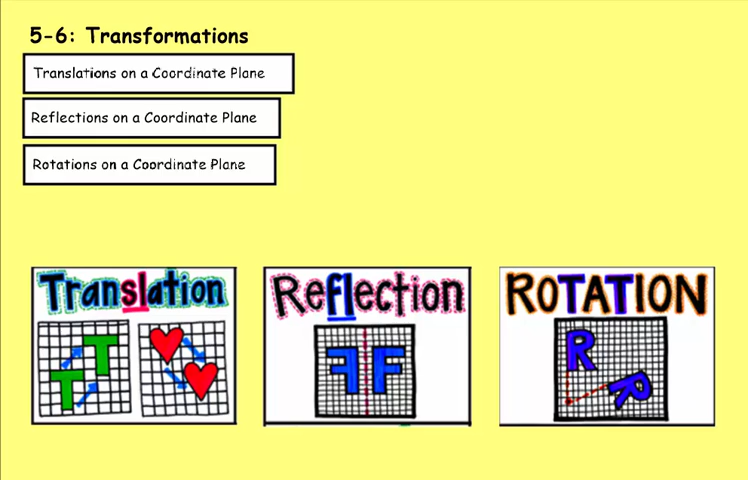 5-6: Transformations
Translations on a Coordinate Plane
Reflections on a Coordinate Plane
Rotations on a Coordinate Plane
Translation
Reflection
ROTATION
T
T
F
F
R
R